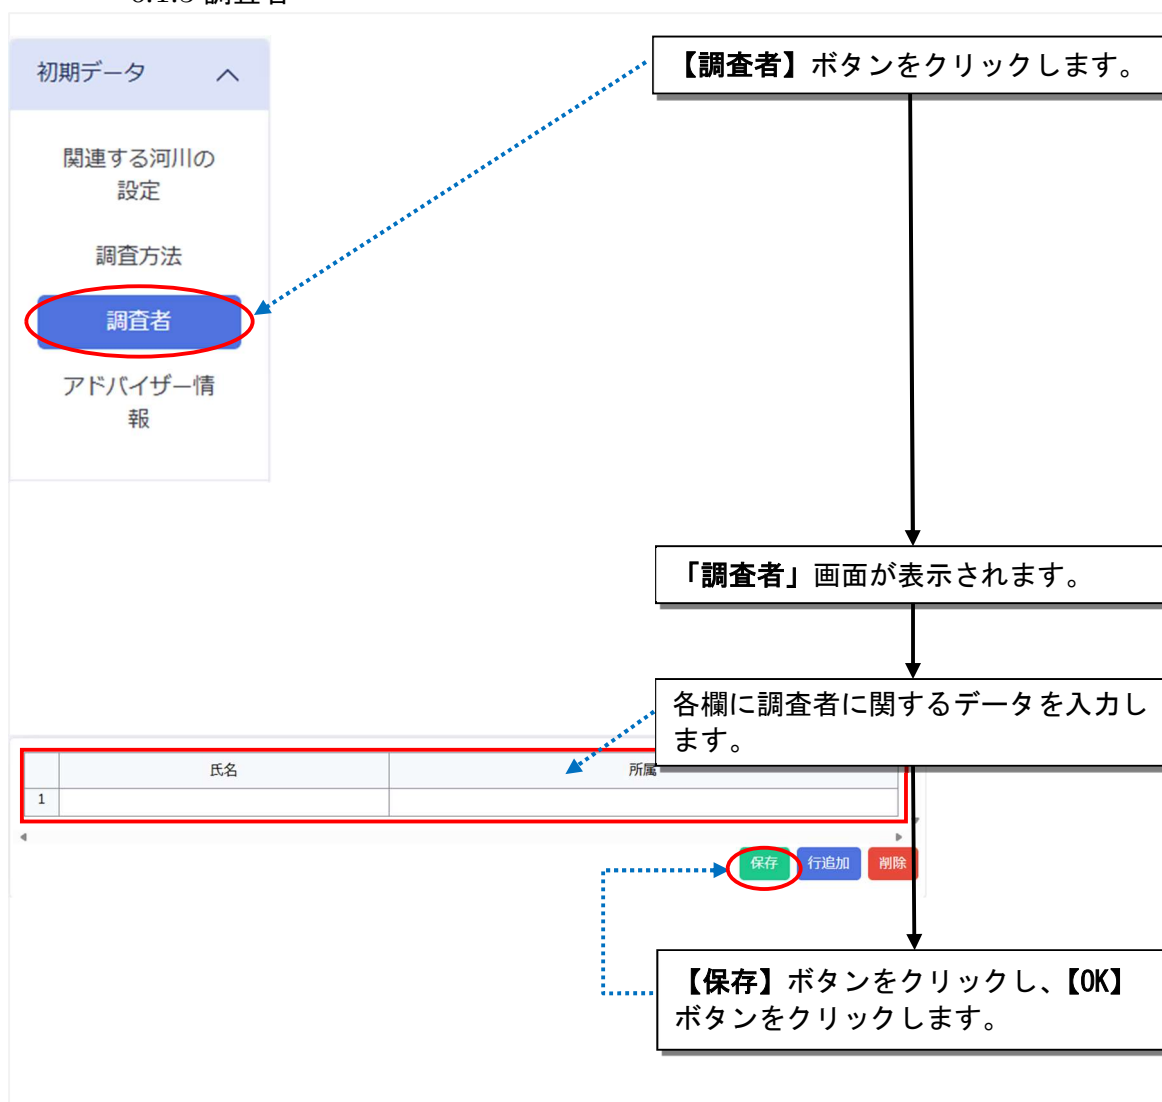 調査者
初期データ
【調査者】ボタンをクリックします。
関連する河川の
設定
調査方法
調査者
アドバイザー情
報
「調査者」画面が表示されます。
各欄に調査者に関するデータを入力し
ます。
氏名
所属
1
保存
行追加
削除
【保存】ボタンをクリックし、【OK】
ボタンをクリックします。